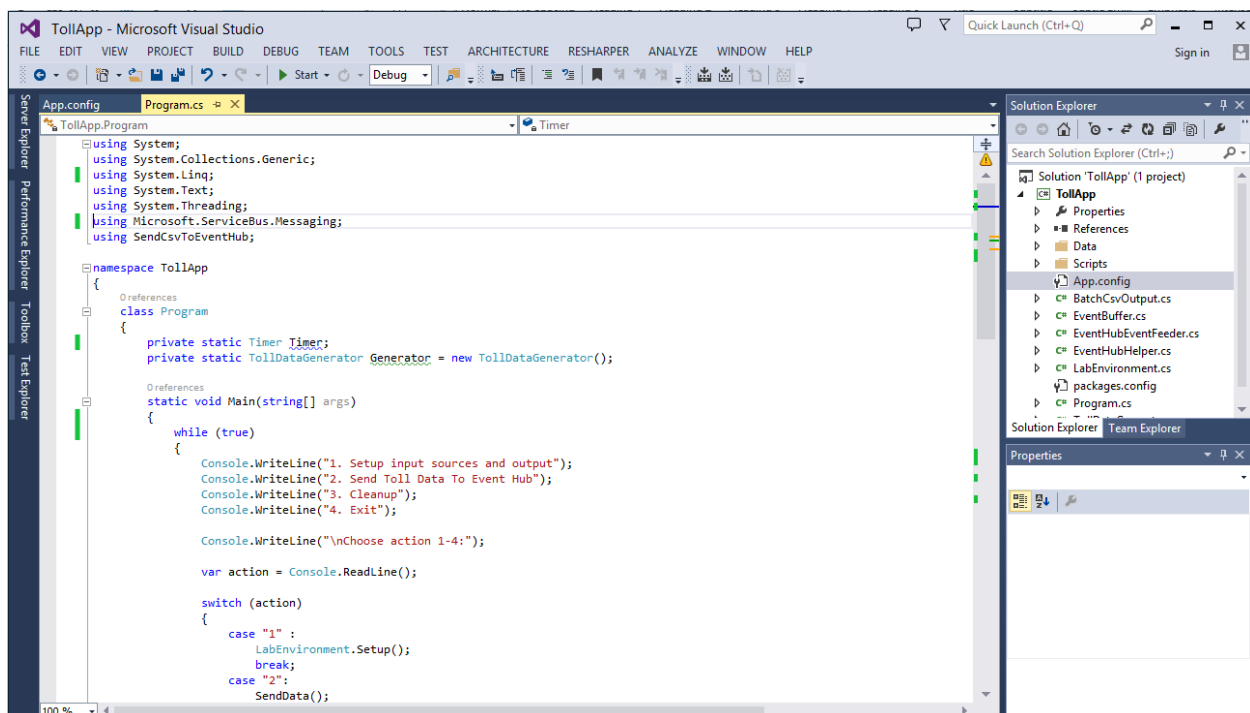 TollApp - Microsoft Visual Studio
Quick Launch (Ctrl+Q)
FILE EDIT VIEW PROJECT BUILD DEBUG TEAM TOOLS TEST ARCHITECTURE RESHARPER ANALYZE WINDOW HELP
Sign in
Start Debug
Server Explorer
Performance Explorer
Toolbox
Test Explorer
App.config Program.cs
TollApp.Program Timer
using System;
using System.Collections.Generic;
using System.Linq;
using System.Text;
using System.Threading;
using Microsoft.ServiceBus.Messaging;
using SendCsvToEventHub;
namespace TollApp
{
0 references
class Program
{
private static Timer Timer;
private static TollDataGenerator Generator = new TollDataGenerator();
0 references
static void Main(string[] args)
{
while (true)
{
Console.WriteLine("1. Setup input sources and output");
Console.WriteLine("2. Send Toll Data To Event Hub");
Console.WriteLine("3. Cleanup");
Console.WriteLine("4. Exit");
Console.WriteLine("\nChoose action 1-4:");
var action = Console.ReadLine();
switch (action)
{
case "1" :
LabEnvironment.Setup();
break;
case "2":
SendData();
100 %
Solution Explorer
Search Solution Explorer (Ctrl+;)
Solution 'TollApp' (1 project)
C# TollApp
Properties
References
Data
Scripts
App.config
C# BatchCsvOutput.cs
C# EventBuffer.cs
C# EventHubEventFeeder.cs
C# EventHubHelper.cs
C# LabEnvironment.cs
packages.config
C# Program.cs
Solution Explorer Team Explorer
Properties